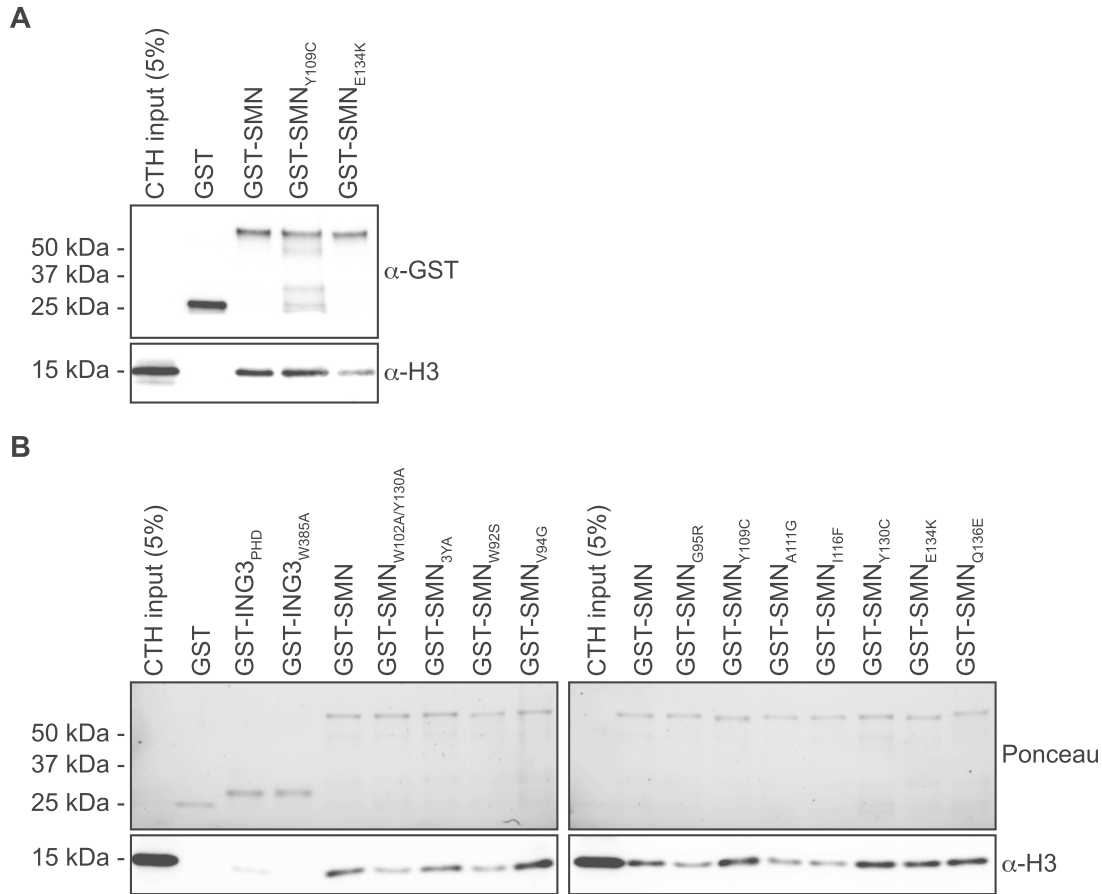 A
CTH input (5%)
GST
GST-SMN
GST-SMNY109C
GST-SMNE134K
50 kDa -
37 kDa -
25 kDa -
α-GST
15 kDa -
α-H3
B
CTH input (5%)
GST
GST-ING3PHD
GST-ING3W385A
GST-SMN
GST-SMNW102A/Y130A
GST-SMN3YA
GST-SMNW92S
GST-SMNV94G
CTH input (5%)
GST-SMN
GST-SMNG95R
GST-SMNY109C
GST-SMNA111G
GST-SMNI116F
GST-SMNY130C
GST-SMNE134K
GST-SMNQ136E
50 kDa -
37 kDa -
25 kDa -
Ponceau
15 kDa -
α-H3